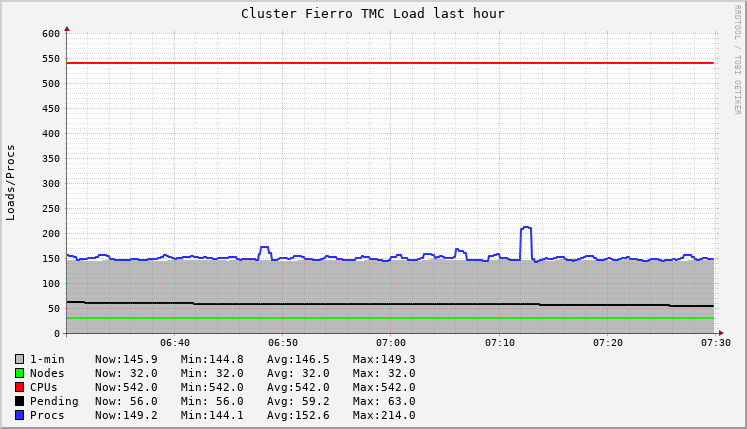 Cluster Fierro TMC Load last hour
RRDTOOL / TOBI OETIKER
Loads/Procs
600
550
500
450
400
350
300
250
200
150
100
50
0
06:40 06:50 07:00 07:10 07:20 07:30
1-min Now:145.9 Min:144.8 Avg:146.5 Max:149.3
Nodes Now: 32.0 Min: 32.0 Avg: 32.0 Max: 32.0
CPUs Now:542.0 Min:542.0 Avg:542.0 Max:542.0
Pending Now: 56.0 Min: 56.0 Avg: 59.2 Max: 63.0
Procs Now:149.2 Min:144.1 Avg:152.6 Max:214.0